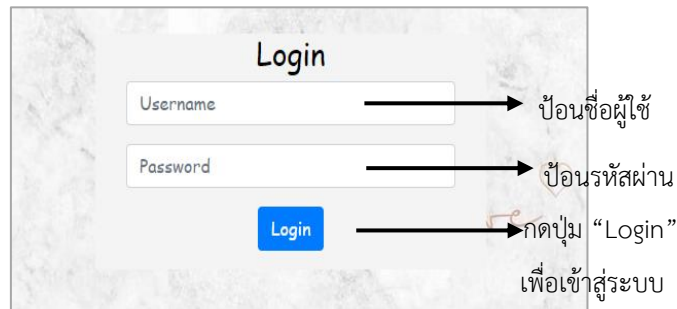 Login
Username
ป้อนชื่อผู้ใช้
Password
ป้อนรหัสผ่าน
Login
กดปุ่ม “Login”
เพื่อเข้าสู่ระบบ